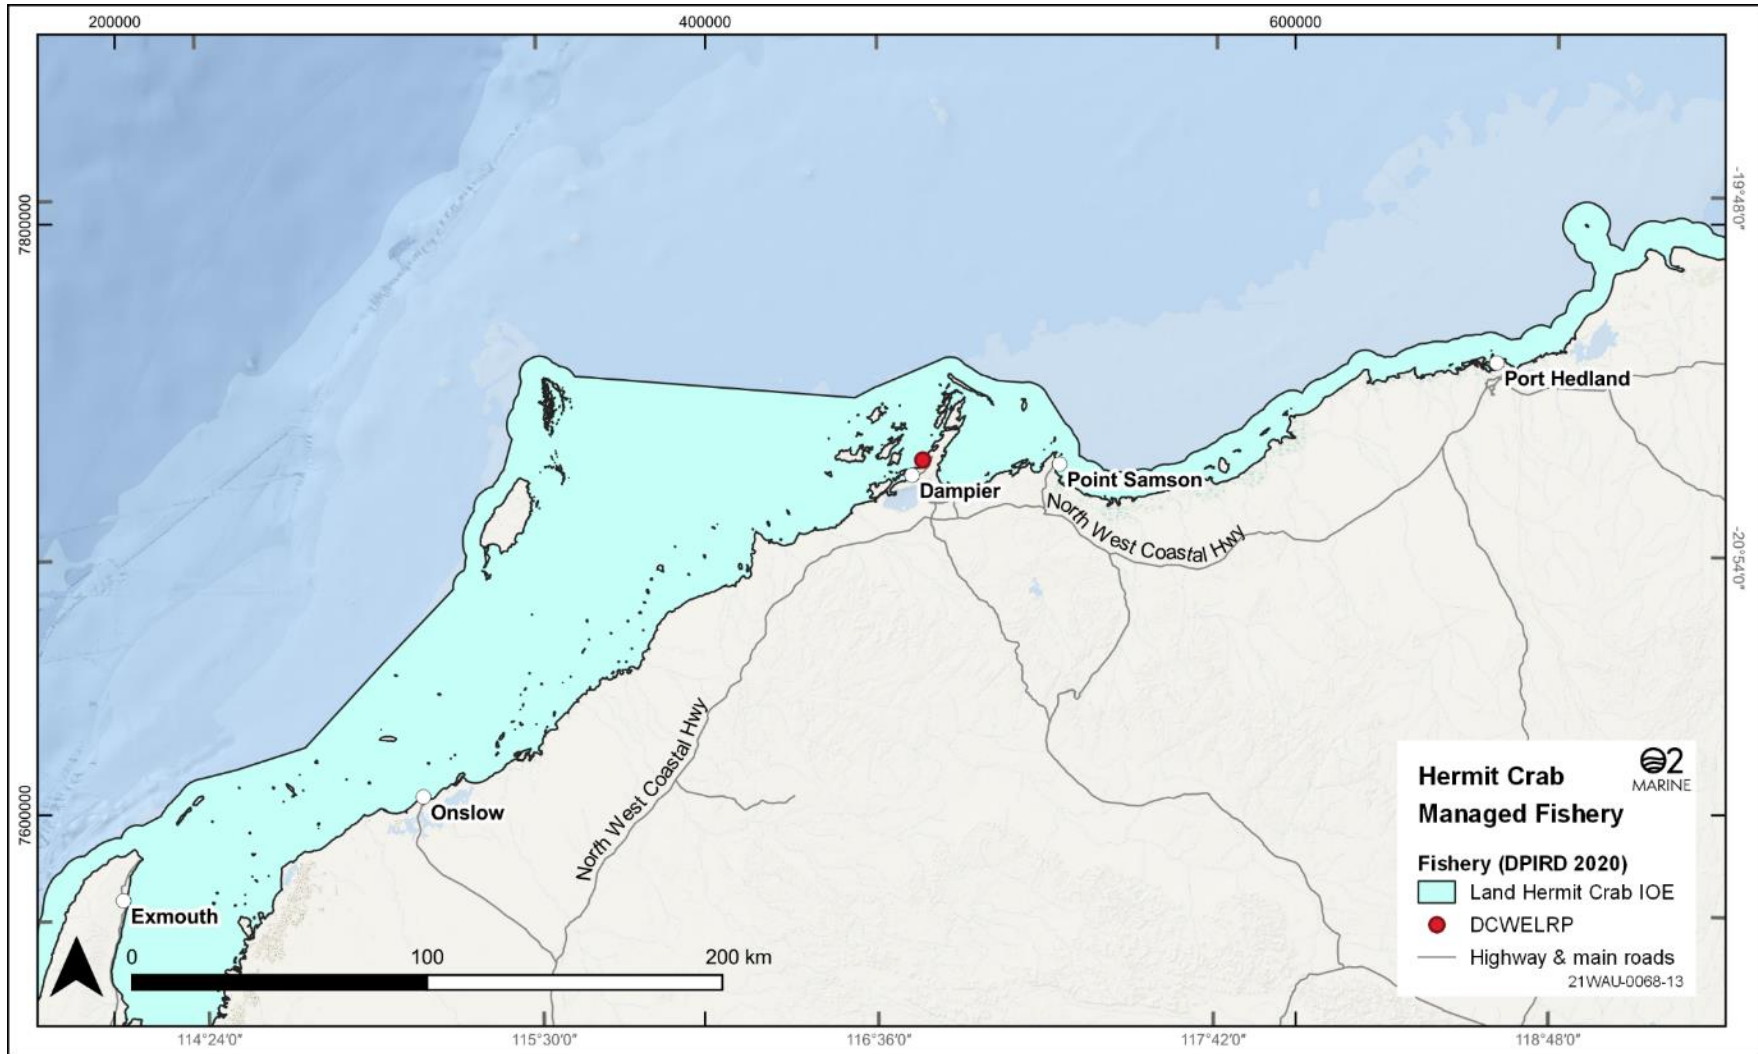 200000
400000
600000
7800000
-19°48'0"
Port Hedland
Point Samson
Dampier
North West Coastal Hwy
-20°54'0"
North West Coastal Hwy
7600000
Onslow
Exmouth
0 100 200 km
Hermit Crab
Managed Fishery
O2
MARINE
Fishery (DPIRD 2020)
Land Hermit Crab IOE
DCWELRP
Highway & main roads
21WAU-0068-13
114°24'0"
115°30'0"
116°36'0"
117°42'0"
118°48'0"